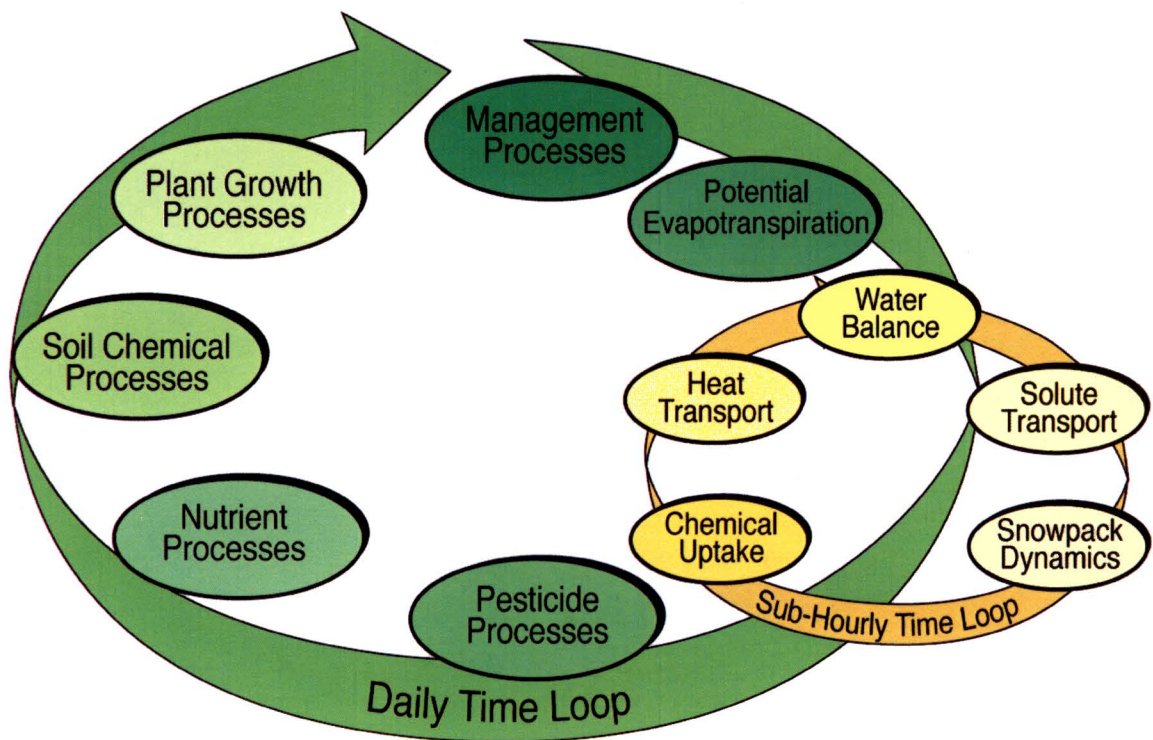 Management
Processes
Potential
Evapotranspiration
Water
Balance
Solute
Transport
Snowpack
Dynamics
Sub-Hourly Time Loop
Chemical
Uptake
Heat
Transport
Pesticide
Processes
Daily Time Loop
Nutrient
Processes
Soil Chemical
Processes
Plant Growth
Processes